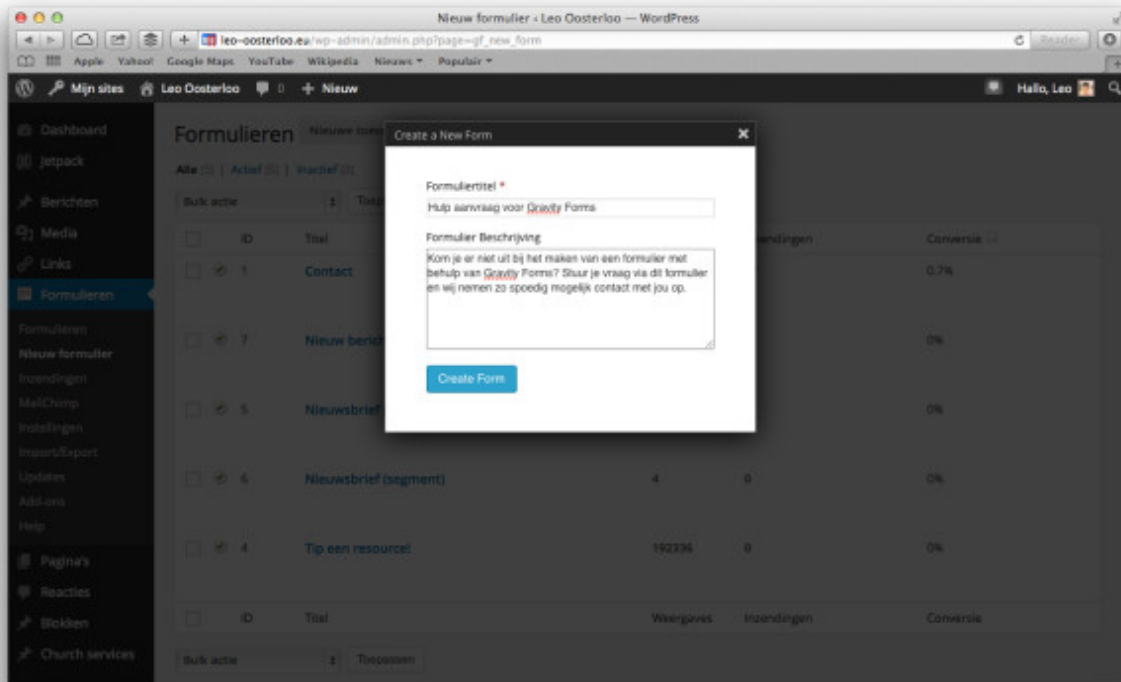 Nieuw formulier ‹ Leo Oosterloo — WordPress
leo-oosterloo.eu/wp-admin/admin.php?page=gf_new_form
Reader
Apple Yahoo! Google Maps YouTube Wikipedia Nieuws Populair
Mijn sites Leo Oosterloo 0 + Nieuw Hallo, Leo
Dashboard
Jetpack
Berichten
Media
Links
Formulieren
Formulieren
Nieuw formulier
Inzendingen
MailChimp
Instellingen
Import/Export
Updates
Add-ons
Help
Pagina's
Reacties
Blokken
Church services
Formulieren Nieuwe
Alle (5) | Actief (5) | Inactief (0)
Bulk actie
ID Titel Conversie
1 Contact 0.7%
7 Nieuw 0%
5 Nieuwsbrief 0%
6 Nieuwsbrief (segment) 4 0 0%
4 Tip een resource! 192336 0 0%
ID Titel Weergaves Inzendingen Conversie
Bulk actie Toepassen
Create a New Form
Formuliertitel *
Hulp aanvraag voor Gravity Forms
Formulier Beschrijving
Kom je er niet uit bij het maken van een formulier met
behulp van Gravity Forms? Stuur je vraag via dit formulier
en wij nemen zo spoedig mogelijk contact met jou op.
Create Form